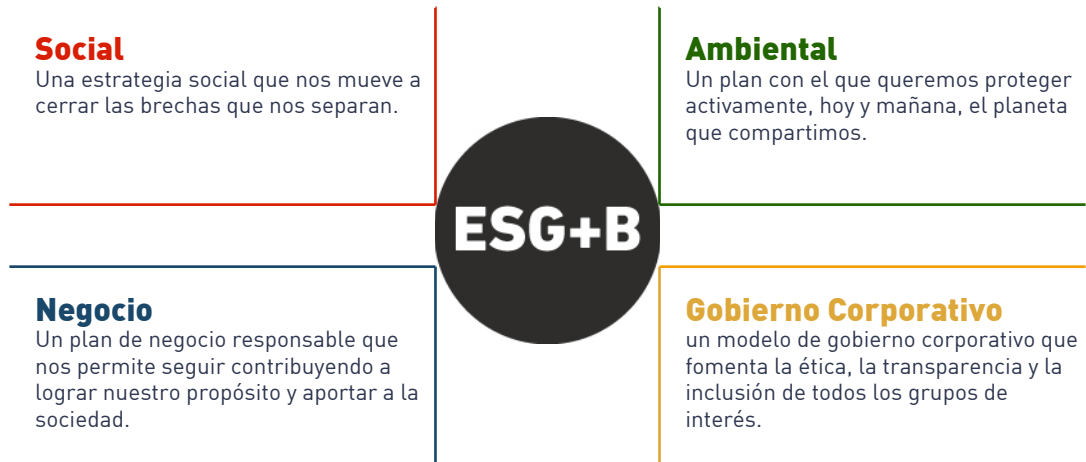 Social
Una estrategia social que nos mueve a
cerrar las brechas que nos separan.
Ambiental
Un plan con el que queremos proteger
activamente, hoy y mañana, el planeta
que compartimos.
ESG+B
Negocio
Un plan de negocio responsable que
nos permite seguir contribuyendo a
lograr nuestro propósito y aportar a la
sociedad.
Gobierno Corporativo
un modelo de gobierno corporativo que
fomenta la ética, la transparencia y la
inclusión de todos los grupos de
interés.